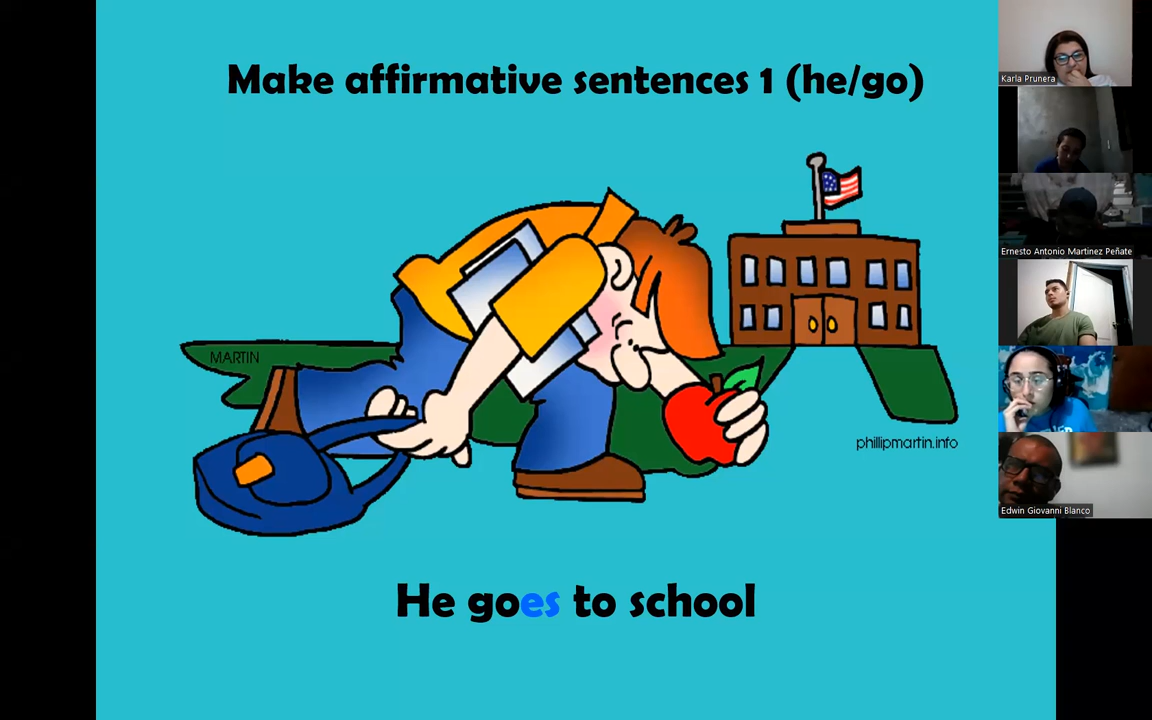 Make affirmative sentences 1 (he/go)
Karla Prunera
MARTIN
Ernesto Antonio Martinez Peñate
phillipmartin.info
Edwin Giovanni Blanco
He goes to school